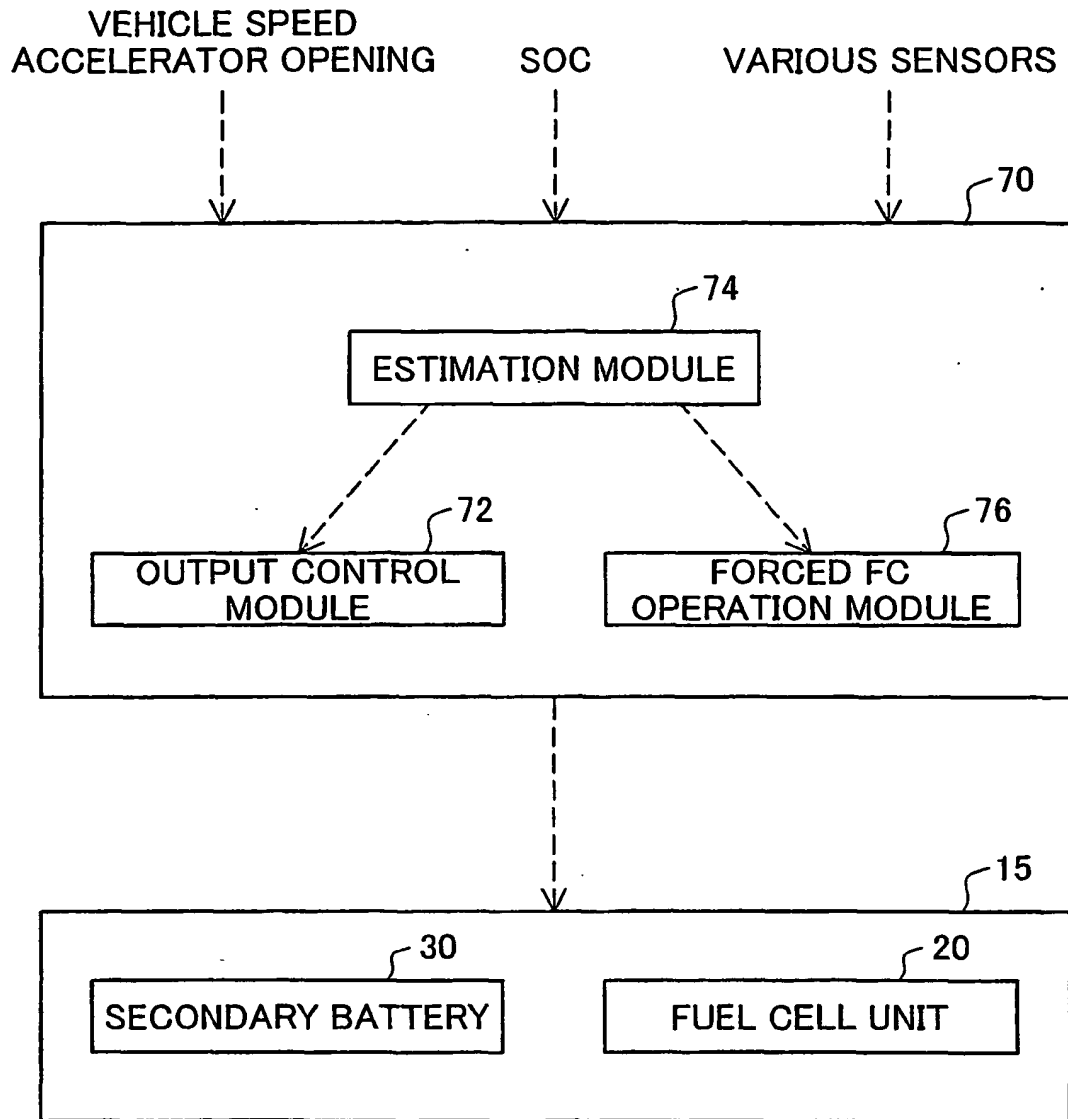 VEHICLE SPEED
ACCELERATOR OPENING
SOC
VARIOUS SENSORS
70
74
ESTIMATION MODULE
72
76
OUTPUT CONTROL
MODULE
FORCED FC
OPERATION MODULE
15
30
20
SECONDARY BATTERY
FUEL CELL UNIT